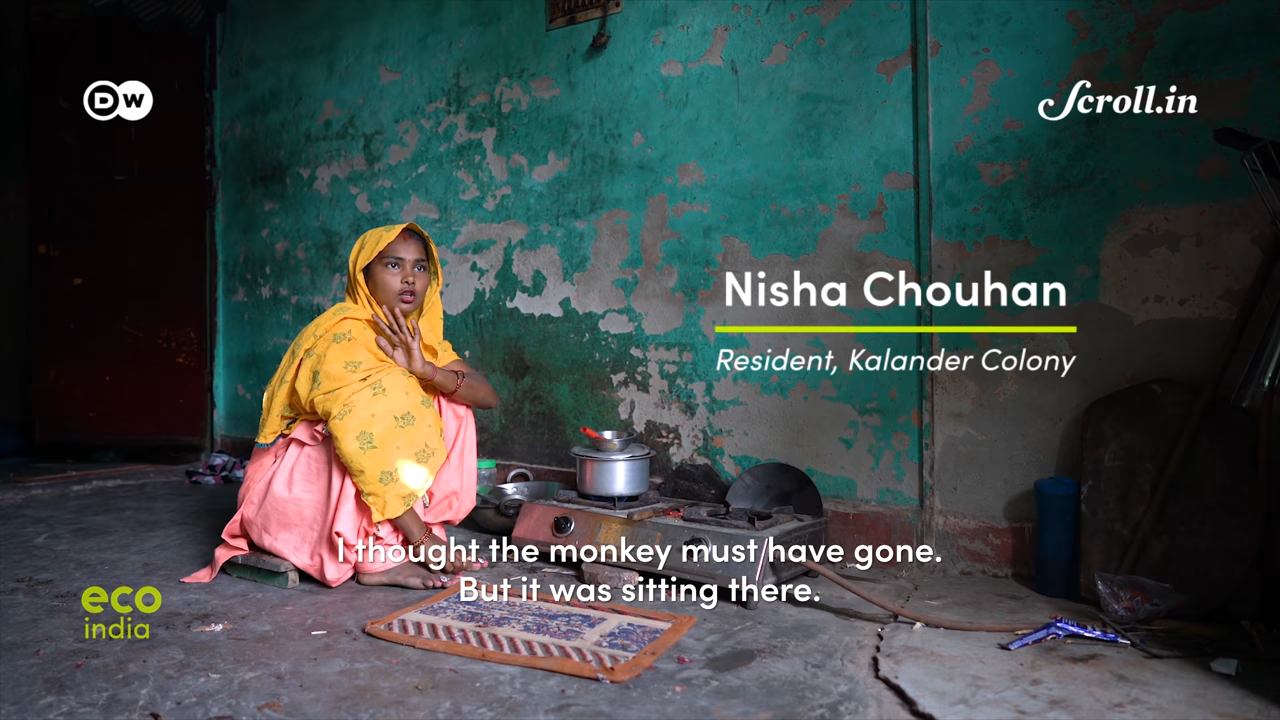 DW
Scroll.in
Nisha Chouhan
Resident, Kalander Colony
I thought the monkey must have gone.
But it was sitting there.
eco
india